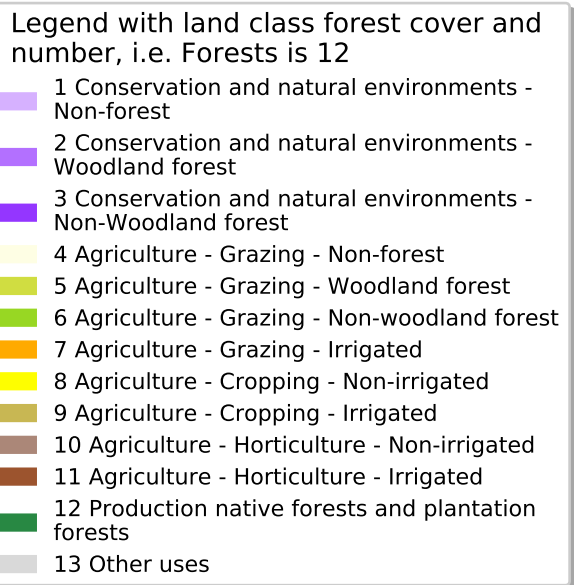 Legend with land class forest cover and
number, i.e. Forests is 12
1 Conservation and natural environments -
Non-forest
2 Conservation and natural environments -
Woodland forest
3 Conservation and natural environments -
Non-Woodland forest
4 Agriculture - Grazing - Non-forest
5 Agriculture - Grazing - Woodland forest
6 Agriculture - Grazing - Non-woodland forest
7 Agriculture - Grazing - Irrigated
8 Agriculture - Cropping - Non-irrigated
9 Agriculture - Cropping - Irrigated
10 Agriculture - Horticulture - Non-irrigated
11 Agriculture - Horticulture - Irrigated
12 Production native forests and plantation
forests
13 Other uses